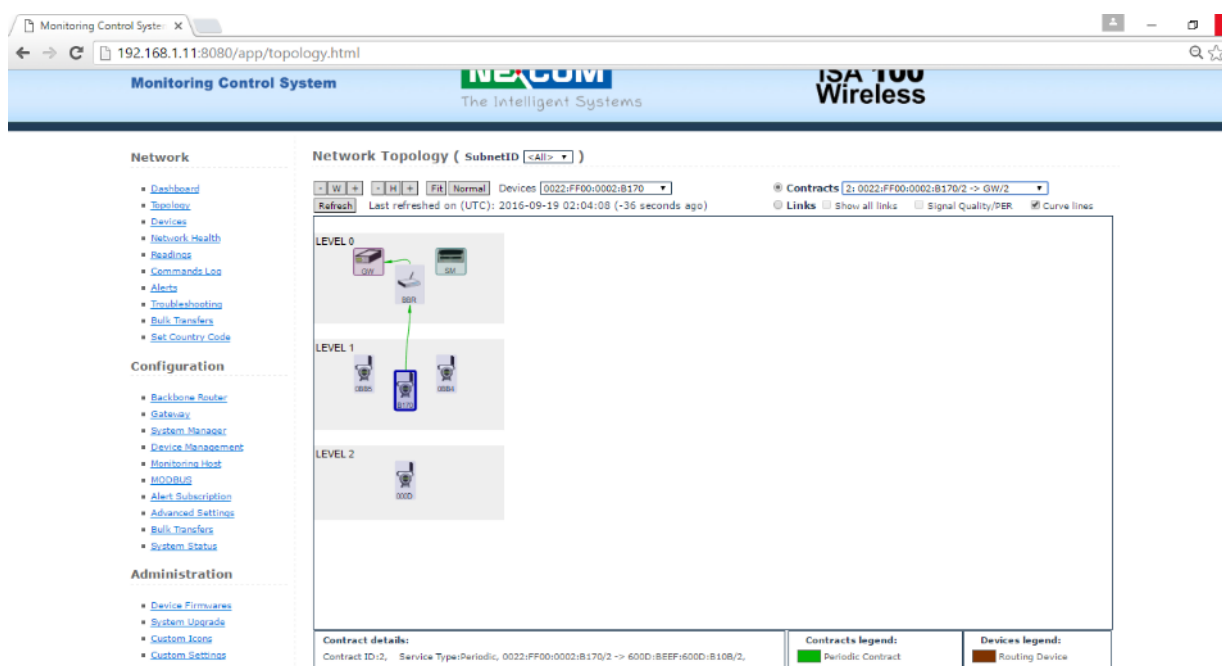 Monitoring Control Syster
192.168.1.11:8080/app/topology.html
Monitoring Control System
NEXCOM
The Intelligent Systems
ISA 100
Wireless
Network
Dashboard
Topology
Devices
Network Health
Readings
Commands Log
Alerts
Troubleshooting
Bulk Transfers
Set Country Code
Configuration
Backbone Router
Gateway
System Manager
Device Management
Monitoring Host
MODBUS
Alert Subscription
Advanced Settings
Bulk Transfers
System Status
Administration
Device Firmwares
System Upgrade
Custom Icons
Custom Settings
Network Topology ( SubnetID <All> )
- W + - H + Fit Normal Devices 0022:FF00:0002:B170
Contracts 2: 0022:FF00:0002:B170/2 -> GW/2
Refresh Last refreshed on (UTC): 2016-09-19 02:04:08 (-36 seconds ago)
Links Show all links Signal Quality/PER Curve lines
LEVEL 0
GW
SM
BBR
LEVEL 1
B170
LEVEL 2
000D
Contract details:
Contract ID:2, Service Type:Periodic, 0022:FF00:0002:B170/2 -> 600D:BEEF:600D:B10B/2,
Contracts legend:
Periodic Contract
Devices legend:
Routing Device